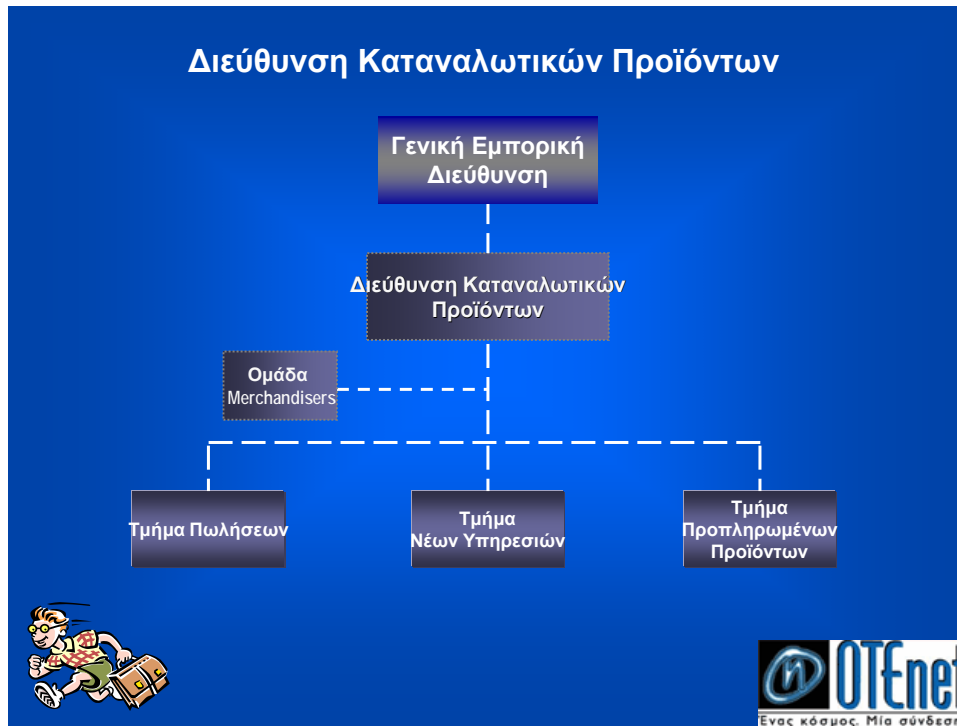 Διεύθυνση Καταναλωτικών Προϊόντων
Γενική Εμπορική
Διεύθυνση
Διεύθυνση Καταναλωτικών
Προϊόντων
Ομάδα
Merchandisers
Τμήμα Πωλήσεων
Τμήμα
Νέων Υπηρεσιών
Τμήμα
Προπληρωμένων
Προϊόντων
OTEnet
Ένας κόσμος. Μία σύνδεση